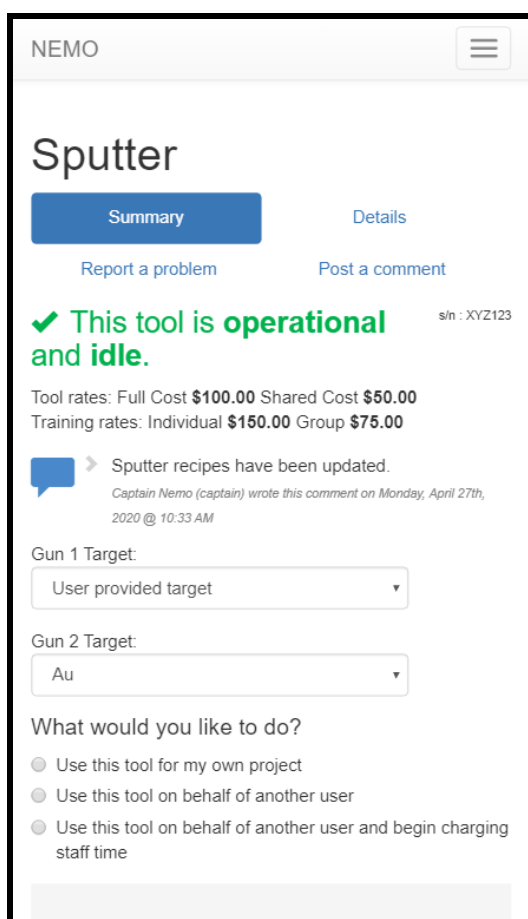 NEMO
Sputter
Summary
Details
Report a problem
Post a comment
This tool is operational
and idle.
s/n : XYZ123
Tool rates: Full Cost $100.00 Shared Cost $50.00
Training rates: Individual $150.00 Group $75.00
Sputter recipes have been updated.
Captain Nemo (captain) wrote this comment on Monday, April 27th,
2020 @ 10:33 AM
Gun 1 Target:
User provided target
Gun 2 Target:
Au
What would you like to do?
Use this tool for my own project
Use this tool on behalf of another user
Use this tool on behalf of another user and begin charging
staff time